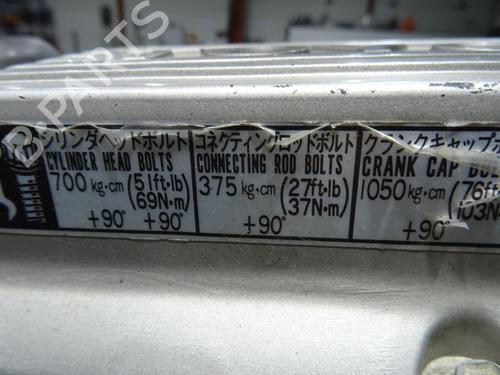 シリンダヘッドボルト
CYLINDER HEAD BOLTS
700 kg·cm (51ft·lb)
(69N·m)
+90° +90°
コネクティングロッドボルト
CONNECTING ROD BOLTS
375 kg·cm (27ft·lb)
(37N·m)
+90°
クランクキャップ
CRANK CAP
1050 kg·cm (76ft
103N
+90°
B PARTS